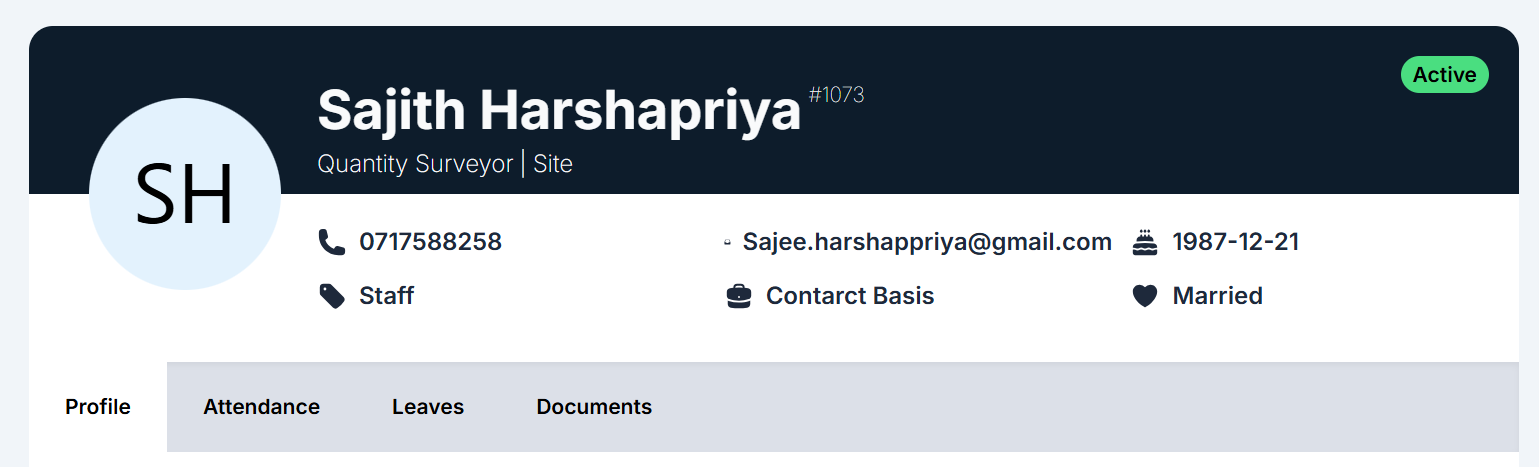 Active
Sajith Harshapriya #1073
Quantity Surveyor | Site
SH
0717588258 Sajee.harshappriya@gmail.com 1987-12-21
Staff Contarct Basis Married
Profile Attendance Leaves Documents